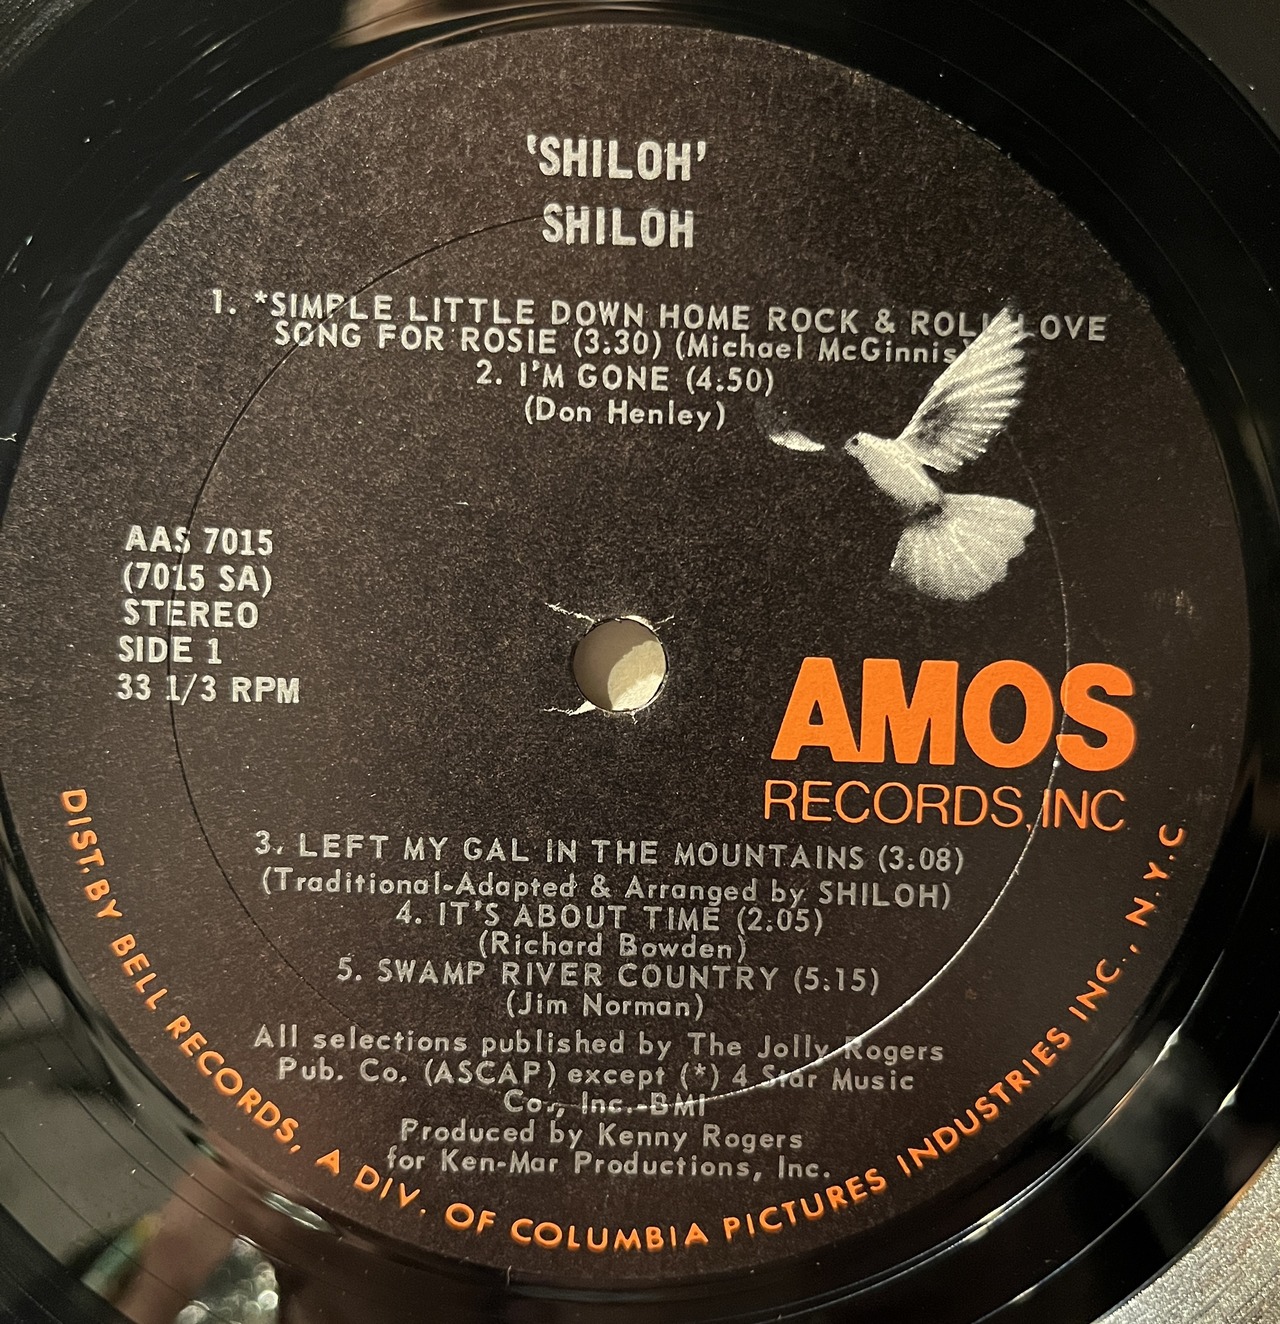 'SHILOH'
SHILOH
1. *SIMPLE LITTLE DOWN HOME ROCK & ROLL LOVE
SONG FOR ROSIE (3:30) (Michael McGinnis)
2. I'M GONE (4:50)
(Don Henley)
AAS 7015
(7015 SA)
STEREO
SIDE 1
33 1/3 RPM
AMOS
RECORDS, INC
3. LEFT MY GAL IN THE MOUNTAINS (3.08)
(Traditional-Adapted & Arranged by SHILOH)
4. IT'S ABOUT TIME (2:05)
(Richard Bowden)
5. SWAMP RIVER COUNTRY (5:15)
(Jim Norman)
All selections published by The Jolly Rogers
Pub. Co. (ASCAP) except (*) 4 Star Music
Co., Inc.-BMI
Produced by Kenny Rogers
for Ken-Mar Productions, Inc.
DIST. BY BELL RECORDS, A DIV. OF COLUMBIA PICTURES INDUSTRIES INC., N.Y.C